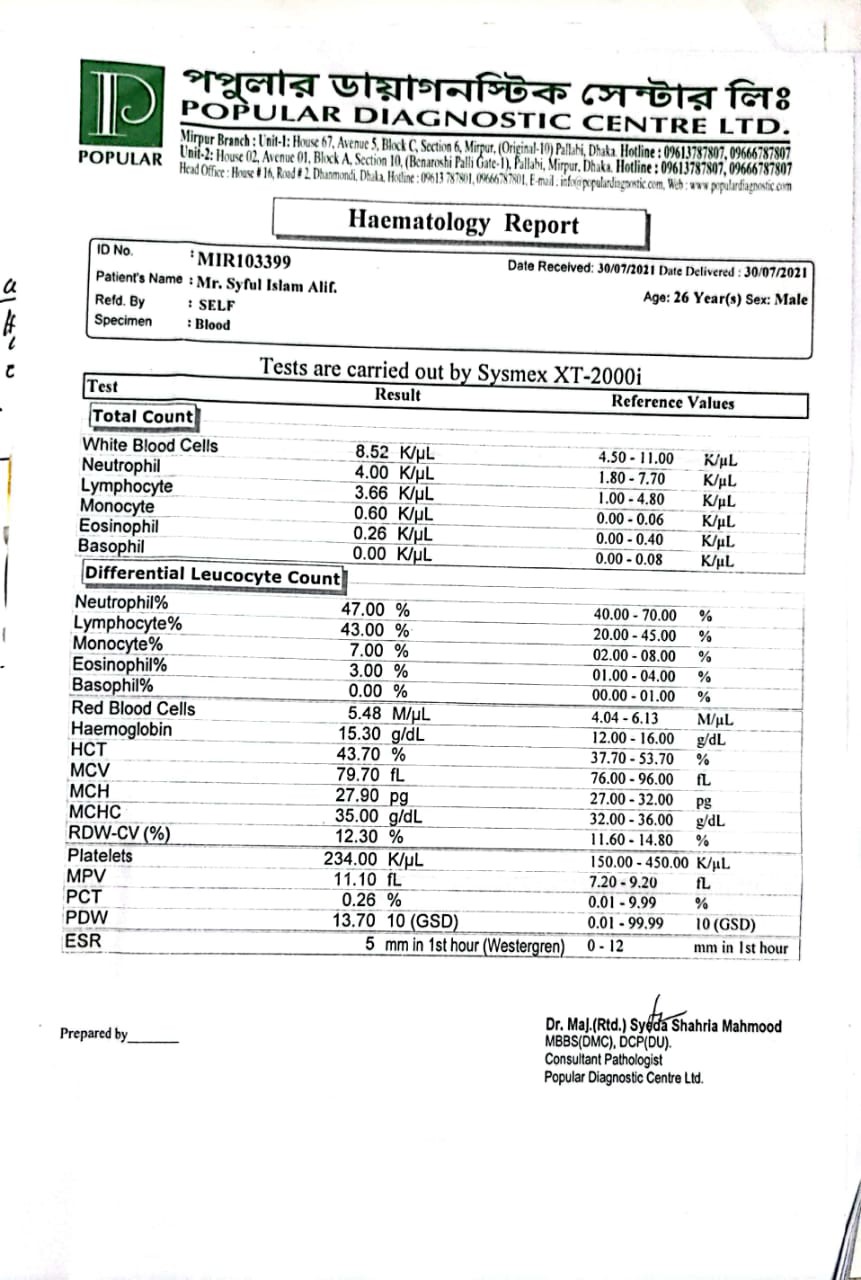 পপুলার ডায়াগনস্টিক সেন্টার লিঃ
POPULAR DIAGNOSTIC CENTRE LTD.
POPULAR
Mirpur Branch : Unit-1: House 67, Avenue 5, Block C, Section 6, Mirpur, (Original-10) Pallabi, Dhaka. Hotline : 09613787807, 09666787807
Unit-2: House 02, Avenue 01, Block A, Section 10, (Benaroshi Palli Gate-1), Pallabi, Mirpur, Dhaka. Hotline : 09613787807, 09666787807
Head Office : House # 16, Road # 2, Dhanmondi, Dhaka, Hotline : 09613 787801, 09666787801, E-mail : info@populardiagnostic.com, Web : www.populardiagnostic.com
Haematology Report
ID No. : MIR103399 Date Received: 30/07/2021 Date Delivered : 30/07/2021
Patient's Name : Mr. Syful Islam Alif. Age: 26 Year(s) Sex: Male
Refd. By : SELF
Specimen : Blood
Tests are carried out by Sysmex XT-2000i
Test Result Reference Values
Total Count
White Blood Cells 8.52 K/µL 4.50 - 11.00 K/µL
Neutrophil 4.00 K/µL 1.80 - 7.70 K/µL
Lymphocyte 3.66 K/µL 1.00 - 4.80 K/µL
Monocyte 0.60 K/µL 0.00 - 0.06 K/µL
Eosinophil 0.26 K/µL 0.00 - 0.40 K/µL
Basophil 0.00 K/µL 0.00 - 0.08 K/µL
Differential Leucocyte Count
Neutrophil% 47.00 % 40.00 - 70.00 %
Lymphocyte% 43.00 % 20.00 - 45.00 %
Monocyte% 7.00 % 02.00 - 08.00 %
Eosinophil% 3.00 % 01.00 - 04.00 %
Basophil% 0.00 % 00.00 - 01.00 %
Red Blood Cells 5.48 M/µL 4.04 - 6.13 M/µL
Haemoglobin 15.30 g/dL 12.00 - 16.00 g/dL
HCT 43.70 % 37.70 - 53.70 %
MCV 79.70 fL 76.00 - 96.00 fL
MCH 27.90 pg 27.00 - 32.00 pg
MCHC 35.00 g/dL 32.00 - 36.00 g/dL
RDW-CV (%) 12.30 % 11.60 - 14.80 %
Platelets 234.00 K/µL 150.00 - 450.00 K/µL
MPV 11.10 fL 7.20 - 9.20 fL
PCT 0.26 % 0.01 - 9.99 %
PDW 13.70 10 (GSD) 0.01 - 99.99 10 (GSD)
ESR 5 mm in 1st hour (Westergren) 0 - 12 mm in 1st hour
Prepared by______
Dr. Maj.(Rtd.) Syeda Shahria Mahmood
MBBS(DMC), DCP(DU).
Consultant Pathologist
Popular Diagnostic Centre Ltd.